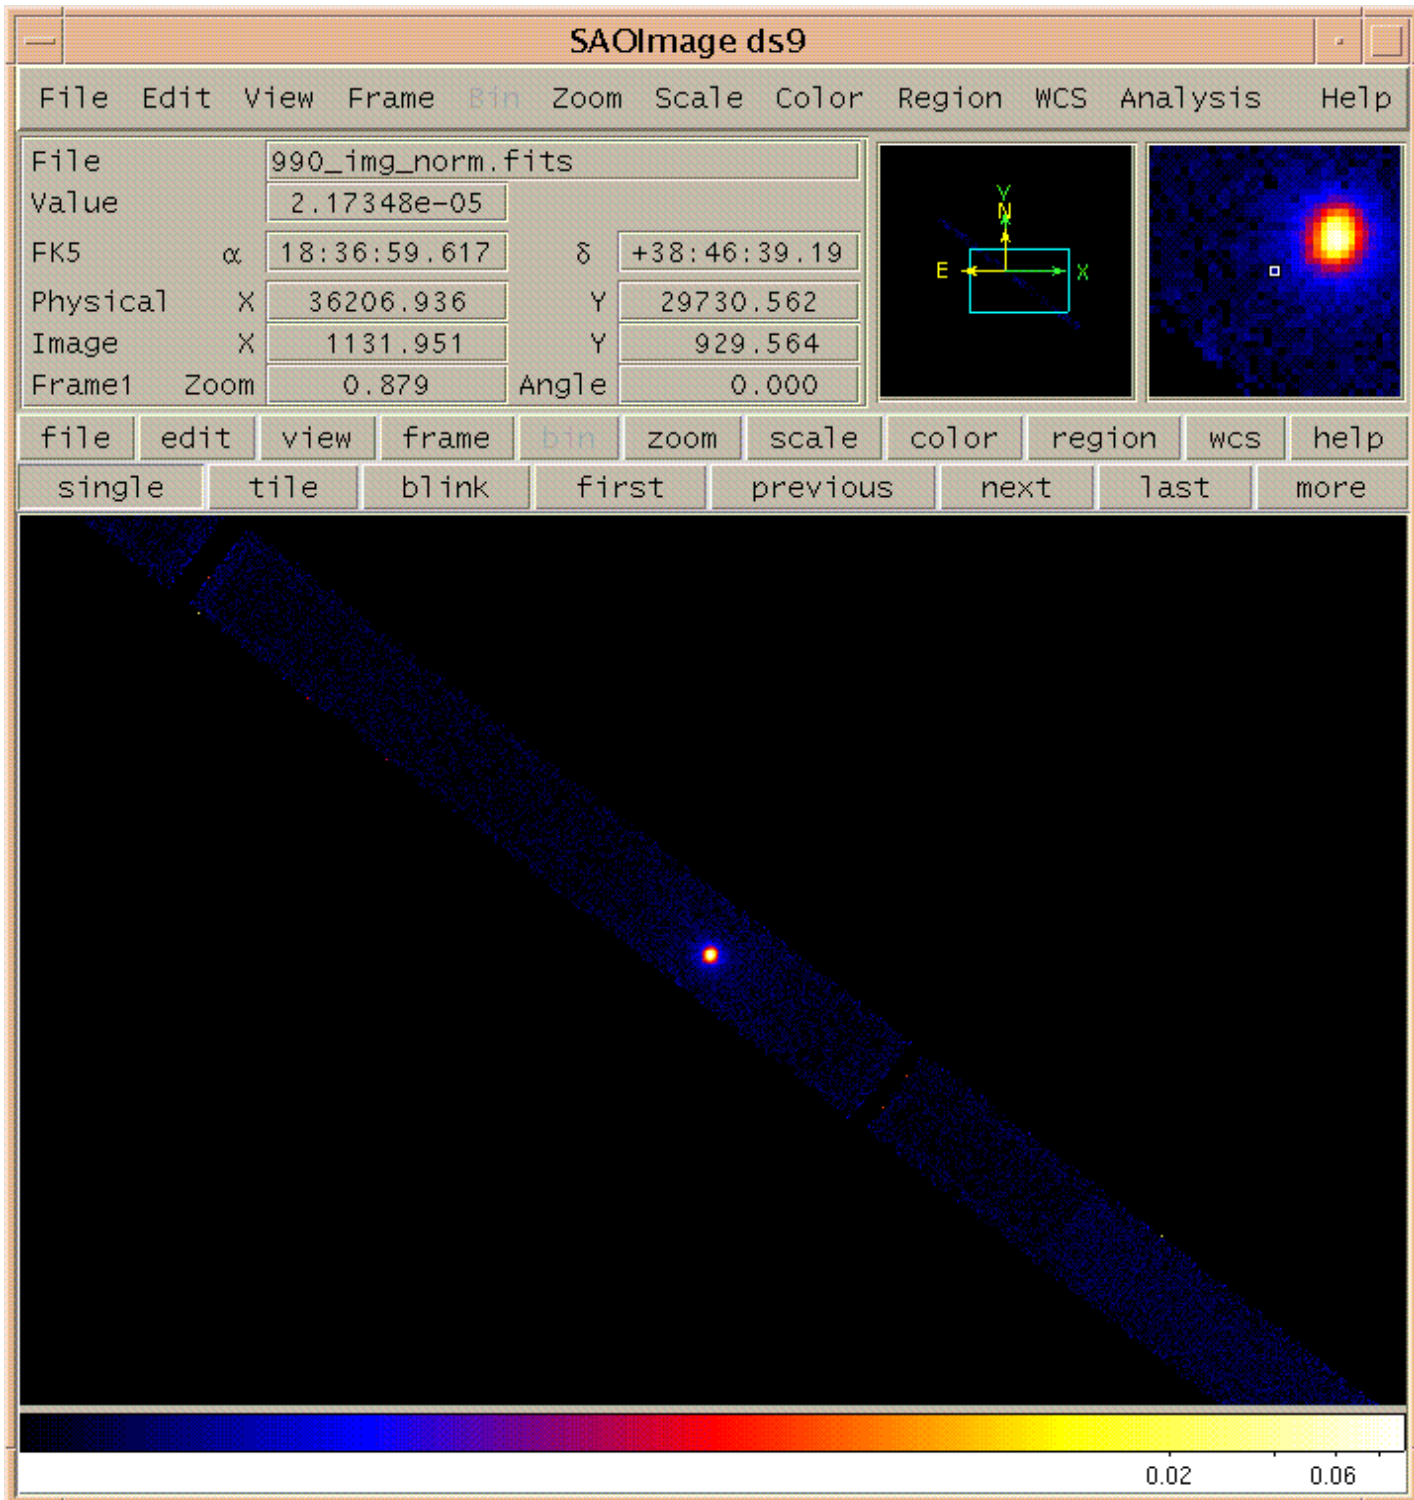 SAOImage ds9
File Edit View Frame Bin Zoom Scale Color Region WCS Analysis Help
File 990_img_norm.fits
Value 2.17348e-05
FK5 α 18:36:59.617 δ +38:46:39.19
Physical X 36206.936 Y 29730.562
Image X 1131.951 Y 929.564
Frame1 Zoom 0.879 Angle 0.000
Y
N
E X
file edit view frame bin zoom scale color region wcs help
single tile blink first previous next last more
0.02 0.06